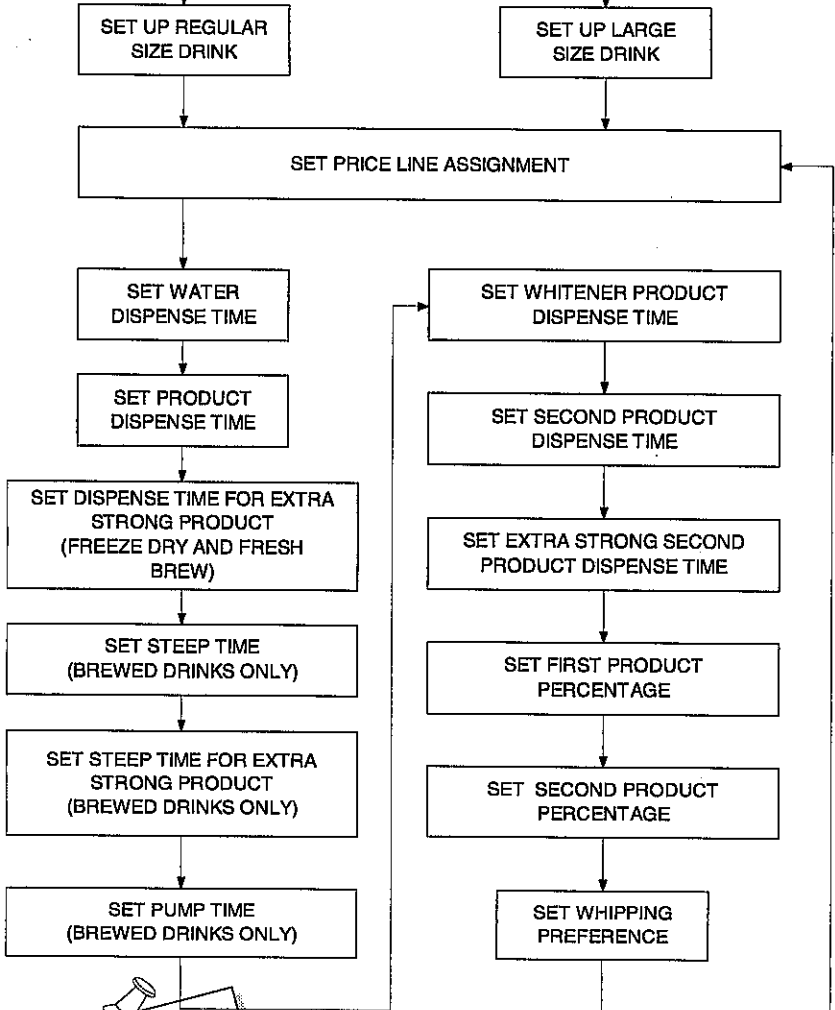 SET UP REGULAR
SIZE DRINK
SET UP LARGE
SIZE DRINK
SET PRICE LINE ASSIGNMENT
SET WATER
DISPENSE TIME
SET PRODUCT
DISPENSE TIME
SET DISPENSE TIME FOR EXTRA
STRONG PRODUCT
(FREEZE DRY AND FRESH
BREW)
SET STEEP TIME
(BREWED DRINKS ONLY)
SET STEEP TIME FOR EXTRA
STRONG PRODUCT
(BREWED DRINKS ONLY)
SET PUMP TIME
(BREWED DRINKS ONLY)
SET WHITENER PRODUCT
DISPENSE TIME
SET SECOND PRODUCT
DISPENSE TIME
SET EXTRA STRONG SECOND
PRODUCT DISPENSE TIME
SET FIRST PRODUCT
PERCENTAGE
SET SECOND PRODUCT
PERCENTAGE
SET WHIPPING
PREFERENCE